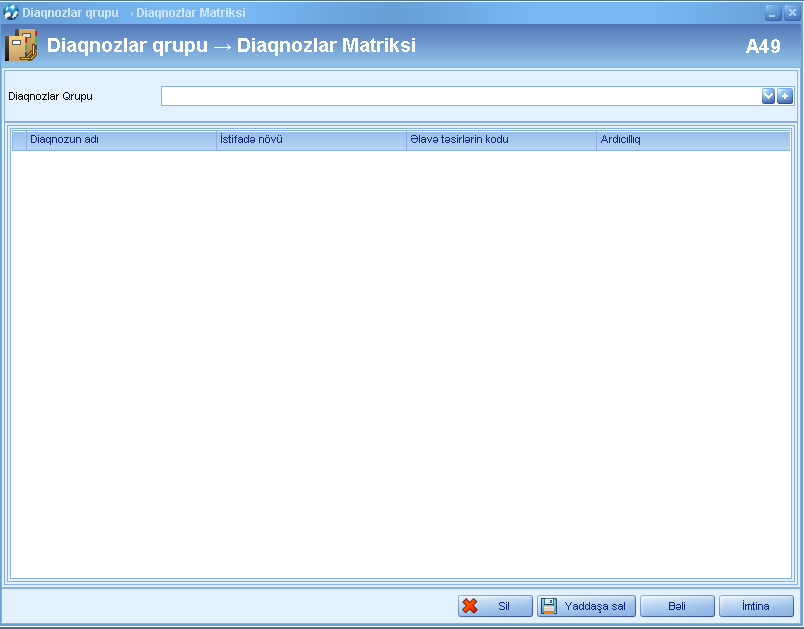 Diaqnozlar qrupu → Diaqnozlar Matriksi
Diaqnozlar qrupu → Diaqnozlar Matriksi A49
Diaqnozlar Qrupu
Diaqnozun adı İstifadə növü Əlavə təsirlərin kodu Ardıcıllıq
Sil Yaddaşa sal Bəli İmtina